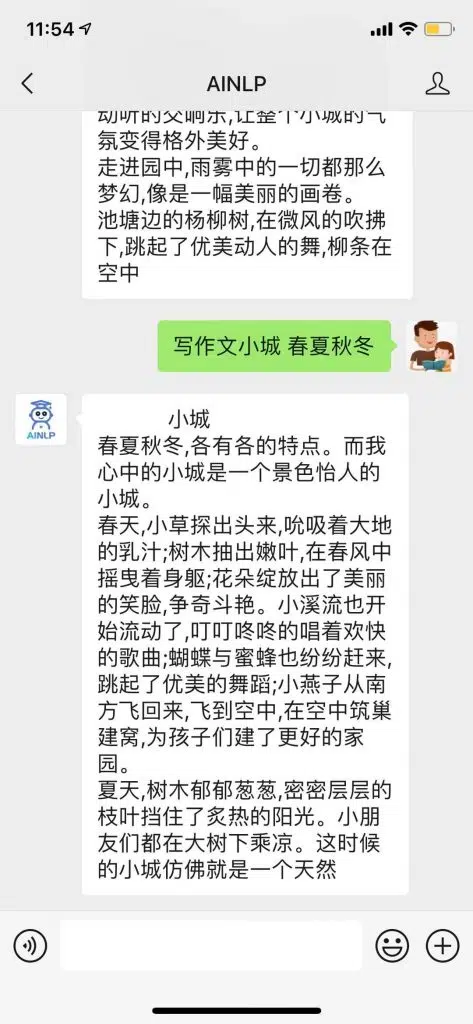 11:54
AINLP
动听的交响乐,让整个小城的气
氛变得格外美好。
走进园中,雨雾中的一切都那么
梦幻,像是一幅美丽的画卷。
池塘边的杨柳树,在微风的吹拂
下,跳起了优美动人的舞,柳条在
空中
写作文小城 春夏秋冬
AINLP
小城
春夏秋冬,各有各的特点。而我
心中的小城是一个景色怡人的
小城。
春天,小草探出头来,吮吸着大地
的乳汁;树木抽出嫩叶,在春风中
摇曳着身躯;花朵绽放出了美丽
的笑脸,争奇斗艳。小溪流也开
始流动了,叮叮咚咚的唱着欢快
的歌曲;蝴蝶与蜜蜂也纷纷赶来,
跳起了优美的舞蹈;小燕子从南
方飞回来,飞到空中,在空中筑巢
建窝,为孩子们建了更好的家
园。
夏天,树木郁郁葱葱,密密层层的
枝叶挡住了炙热的阳光。小朋
友们都在大树下乘凉。这时候
的小城仿佛就是一个天然